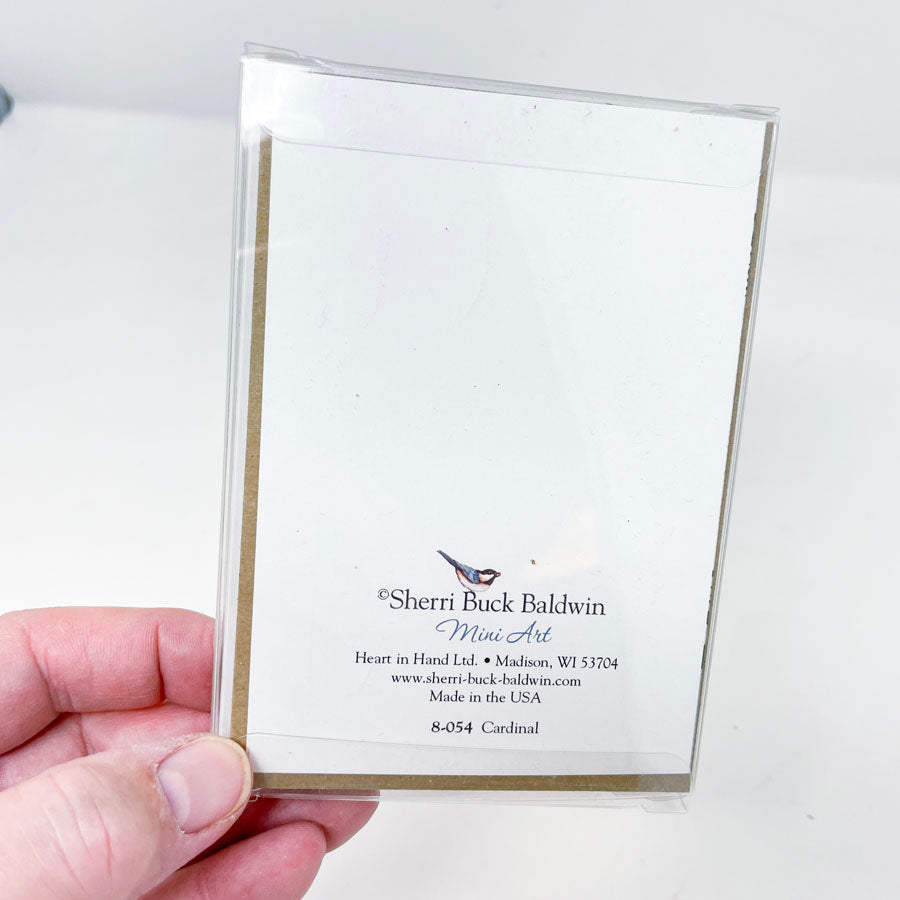 ©Sherri Buck Baldwin
Mini Art
Heart in Hand Ltd. • Madison, WI 53704
www.sherri-buck-baldwin.com
Made in the USA
8-054 Cardinal